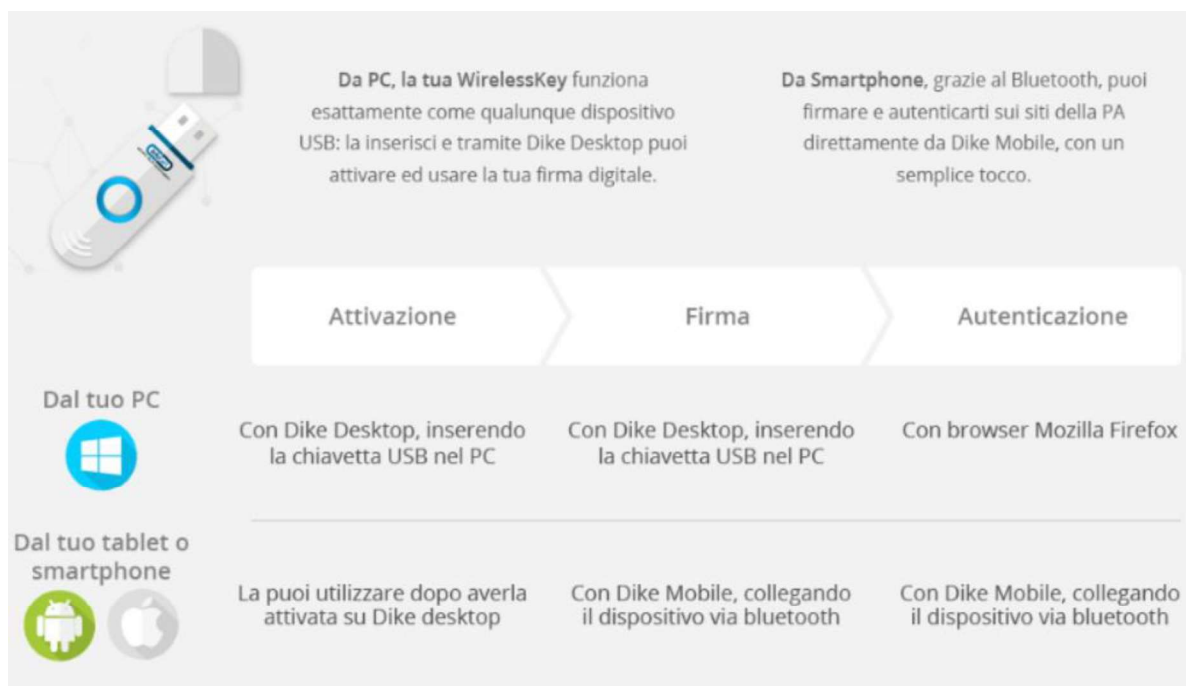 Da PC, la tua WirelessKey funziona
esattamente come qualunque dispositivo
USB: la inserisci e tramite Dike Desktop puoi
attivare ed usare la tua firma digitale.
Da Smartphone, grazie al Bluetooth, puoi
firmare e autenticarti sui siti della PA
direttamente da Dike Mobile, con un
semplice tocco.
Attivazione
Firma
Autenticazione
Dal tuo PC
Con Dike Desktop, inserendo
la chiavetta USB nel PC
Con Dike Desktop, inserendo
la chiavetta USB nel PC
Con browser Mozilla Firefox
Dal tuo tablet o
smartphone
La puoi utilizzare dopo averla
attivata su Dike desktop
Con Dike Mobile, collegando
il dispositivo via bluetooth
Con Dike Mobile, collegando
il dispositivo via bluetooth